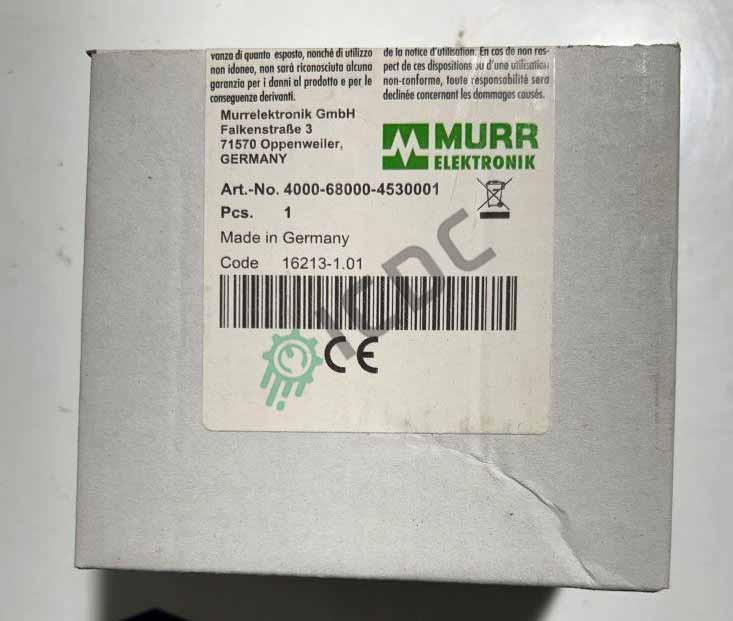 vanza di quanto esposto, nonché di utilizzo
non idoneo, non sarà riconosciuta alcuna
garanzia per i danni al prodotto e per le
conseguenze derivanti.
de la notice d'utilisation. En cas de non res-
pect de ces dispositions ou d'une utilisation
non-conforme, toute responsabilité sera
declinée concernant les dommages causés.
Murrelektronik GmbH
Falkenstraße 3
71570 Oppenweiler,
GERMANY
MURR
ELEKTRONIK
Art.-No. 4000-68000-4530001
Pcs. 1
Made in Germany
Code 16213-1.01
ICDC
CE